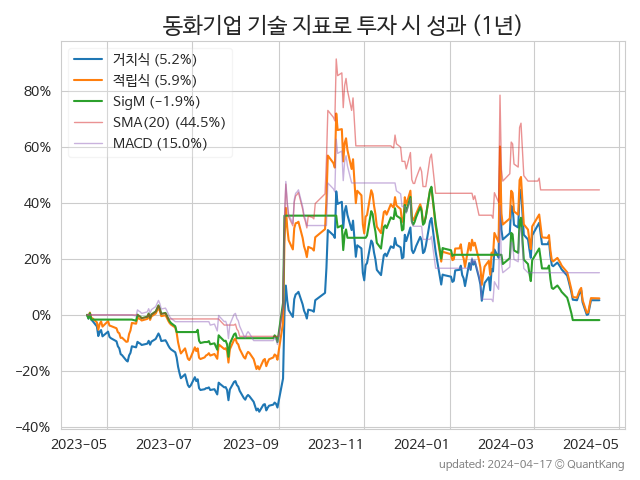 동화기업 기술 지표로 투자 시 성과 (1년)
거치식 (5.2%)
적립식 (5.9%)
SigM (−1.9%)
SMA(20) (44.5%)
MACD (15.0%)
80%
60%
40%
20%
0%
−20%
−40%
2023-05 2023-07 2023-09 2023-11 2024-01 2024-03 2024-05
updated: 2024-04-17 © QuantKang